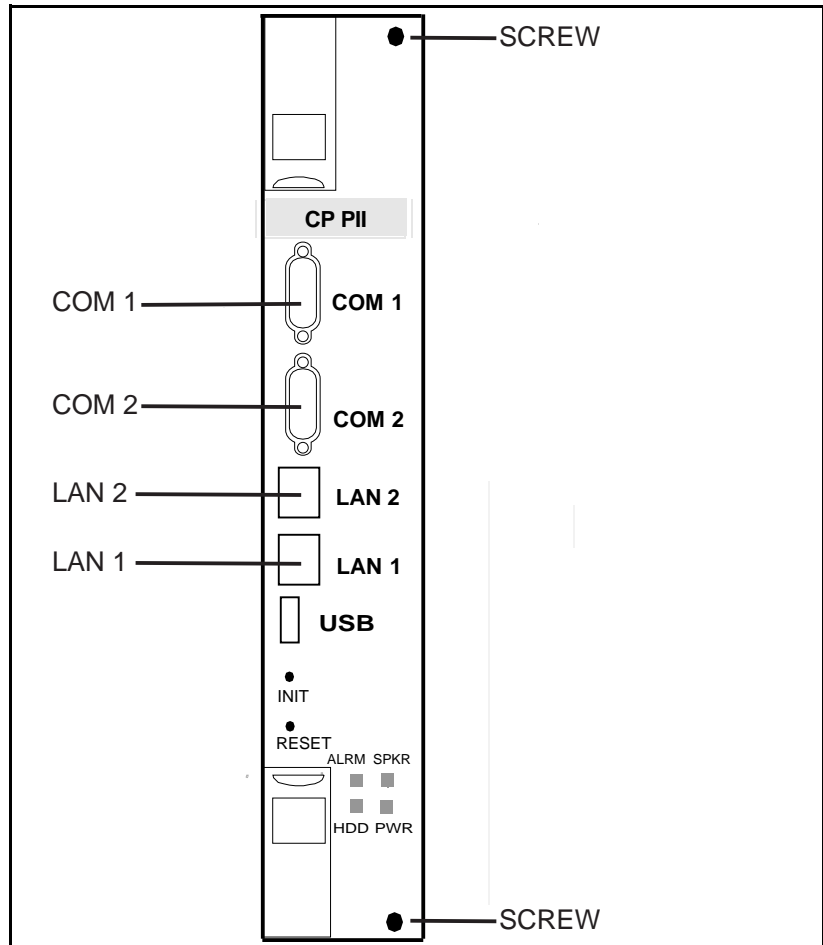 SCREW
CP PII
COM 1 COM 1
COM 2 COM 2
LAN 2 LAN 2
LAN 1 LAN 1
USB
INIT
RESET
ALRM SPKR
HDD PWR
SCREW